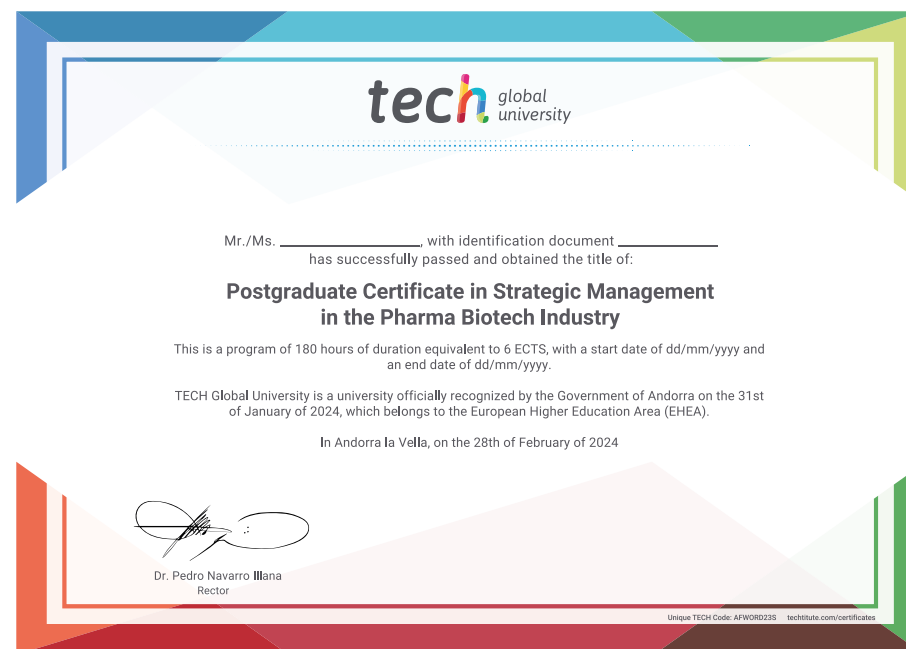 tech global
university
Mr./Ms. ____________, with identification document ____________
has successfully passed and obtained the title of:
Postgraduate Certificate in Strategic Management
in the Pharma Biotech Industry
This is a program of 180 hours of duration equivalent to 6 ECTS, with a start date of dd/mm/yyyy and
an end date of dd/mm/yyyy.
TECH Global University is a university officially recognized by the Government of Andorra on the 31st
of January of 2024, which belongs to the European Higher Education Area (EHEA).
In Andorra la Vella, on the 28th of February of 2024
Dr. Pedro Navarro Illana
Rector
Unique TECH Code: AFWORD23S techtitute.com/certificates